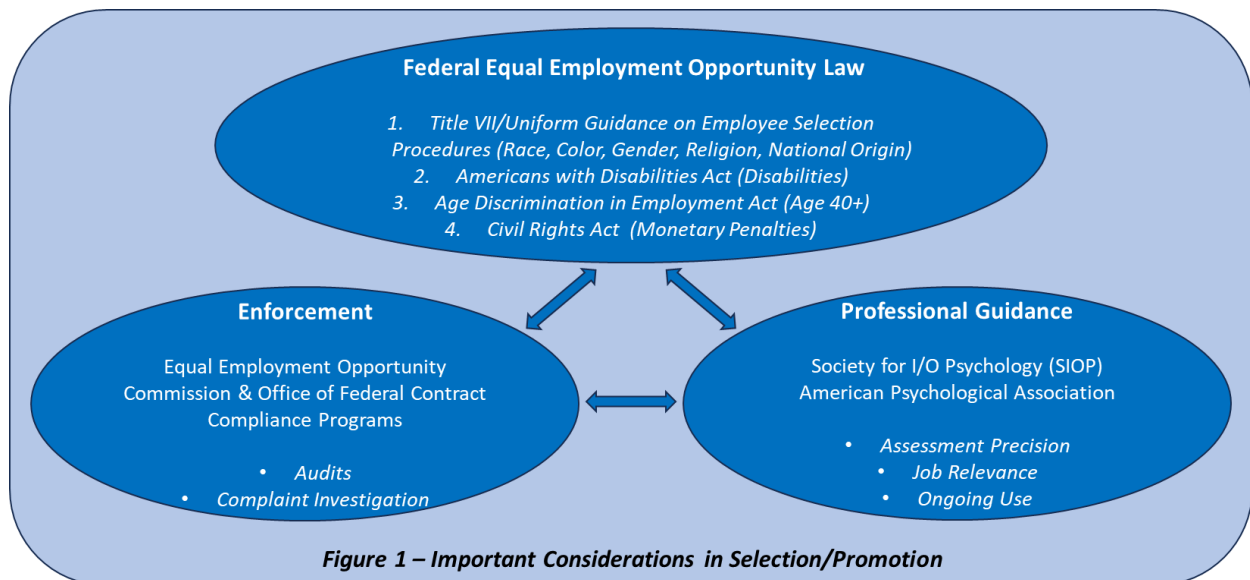 Federal Equal Employment Opportunity Law
1. Title VII/Uniform Guidance on Employee Selection
Procedures (Race, Color, Gender, Religion, National Origin)
2. Americans with Disabilities Act (Disabilities)
3. Age Discrimination in Employment Act (Age 40+)
4. Civil Rights Act (Monetary Penalties)
Enforcement
Equal Employment Opportunity
Commission & Office of Federal Contract
Compliance Programs
• Audits
• Complaint Investigation
Professional Guidance
Society for I/O Psychology (SIOP)
American Psychological Association
• Assessment Precision
• Job Relevance
• Ongoing Use
Figure 1 – Important Considerations in Selection/Promotion